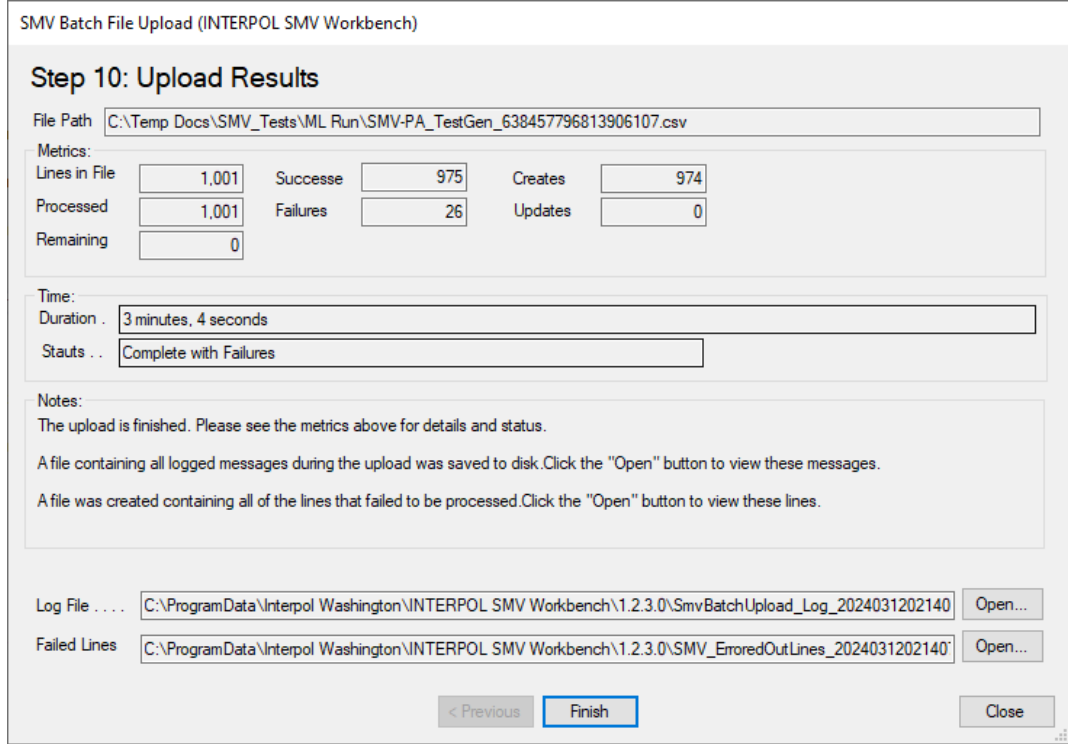 SMV Batch File Upload (INTERPOL SMV Workbench)
Step 10: Upload Results
File Path C:\Temp Docs\SMV_Tests\ML Run\SMV-PA_TestGen_638457796813906107.csv
Metrics:
Lines in File 1,001 Successe 975 Creates 974
Processed 1,001 Failures 26 Updates 0
Remaining 0
Time:
Duration . 3 minutes, 4 seconds
Stauts . . Complete with Failures
Notes:
The upload is finished. Please see the metrics above for details and status.
A file containing all logged messages during the upload was saved to disk.Click the "Open" button to view these messages.
A file was created containing all of the lines that failed to be processed.Click the "Open" button to view these lines.
Log File . . . . C:\ProgramData\Interpol Washington\INTERPOL SMV Workbench\1.2.3.0\SmvBatchUpload_Log_2024031202140 Open...
Failed Lines C:\ProgramData\Interpol Washington\INTERPOL SMV Workbench\1.2.3.0\SMV_ErroredOutLines_2024031202140 Open...
< Previous Finish Close